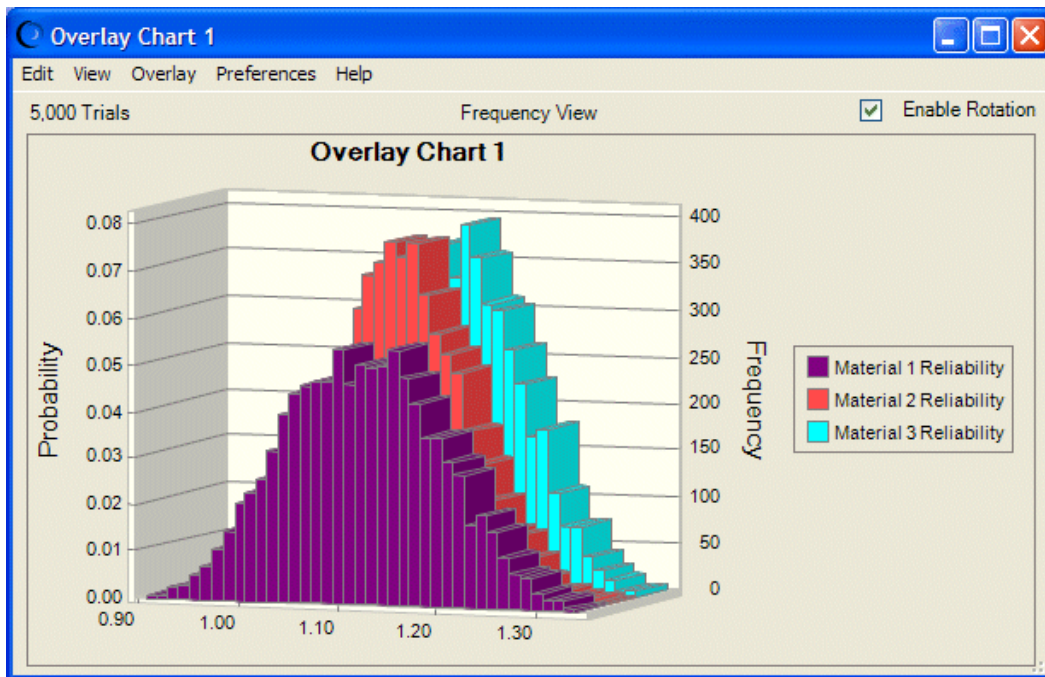 Overlay Chart 1
Edit View Overlay Preferences Help
5,000 Trials Frequency View Enable Rotation
Overlay Chart 1
0.08
0.07
0.06
0.05
0.04
0.03
0.02
0.01
0.00
Probability
0.90 1.00 1.10 1.20 1.30
400
350
300
250
200
150
100
50
0
Frequency
Material 1 Reliability
Material 2 Reliability
Material 3 Reliability